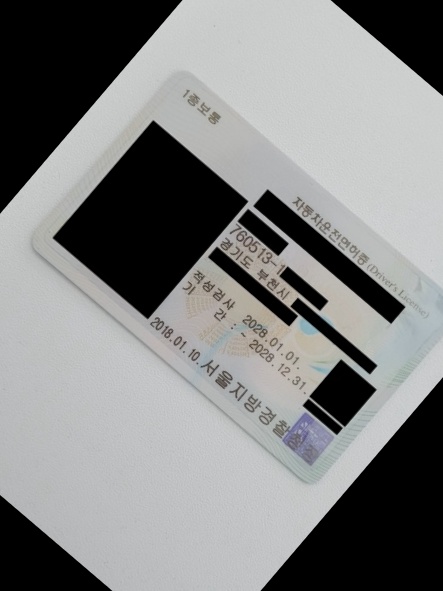 1종보통
자동차운전면허증 (Driver's License)
760513-1
경기도 부천시
적성검사 2028.01.01.
기 간 : ~ 2028.12.31.
2018.01.10. 서울지방경찰청장